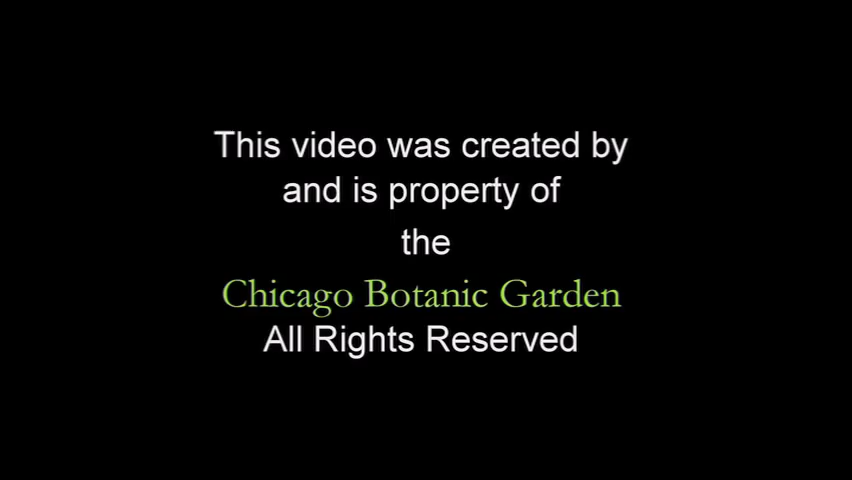 This video was created by
and is property of
the
Chicago Botanic Garden
All Rights Reserved